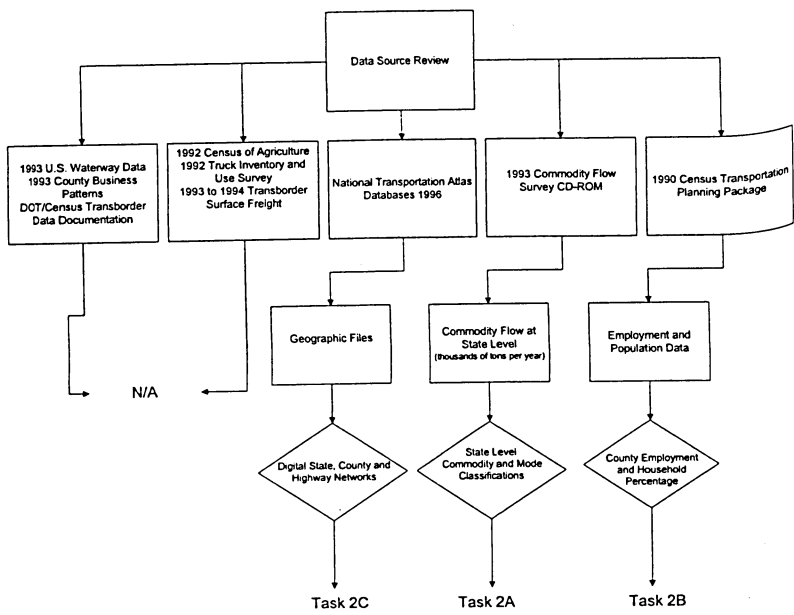 Data Source Review
1993 U.S. Waterway Data
1993 County Business
Patterns
DOT/Census Transborder
Data Documentation
1992 Census of Agriculture
1992 Truck Inventory and
Use Survey
1993 to 1994 Transborder
Surface Freight
National Transportation Atlas
Databases 1996
1993 Commodity Flow
Survey CD-ROM
1990 Census Transportation
Planning Package
Geographic Files
Commodity Flow at
State Level
(thousands of tons per year)
Employment and
Population Data
N/A
Digital State, County and
Highway Networks
State Level
Commodity and Mode
Classifications
County Employment
and Household
Percentage
Task 2C
Task 2A
Task 2B